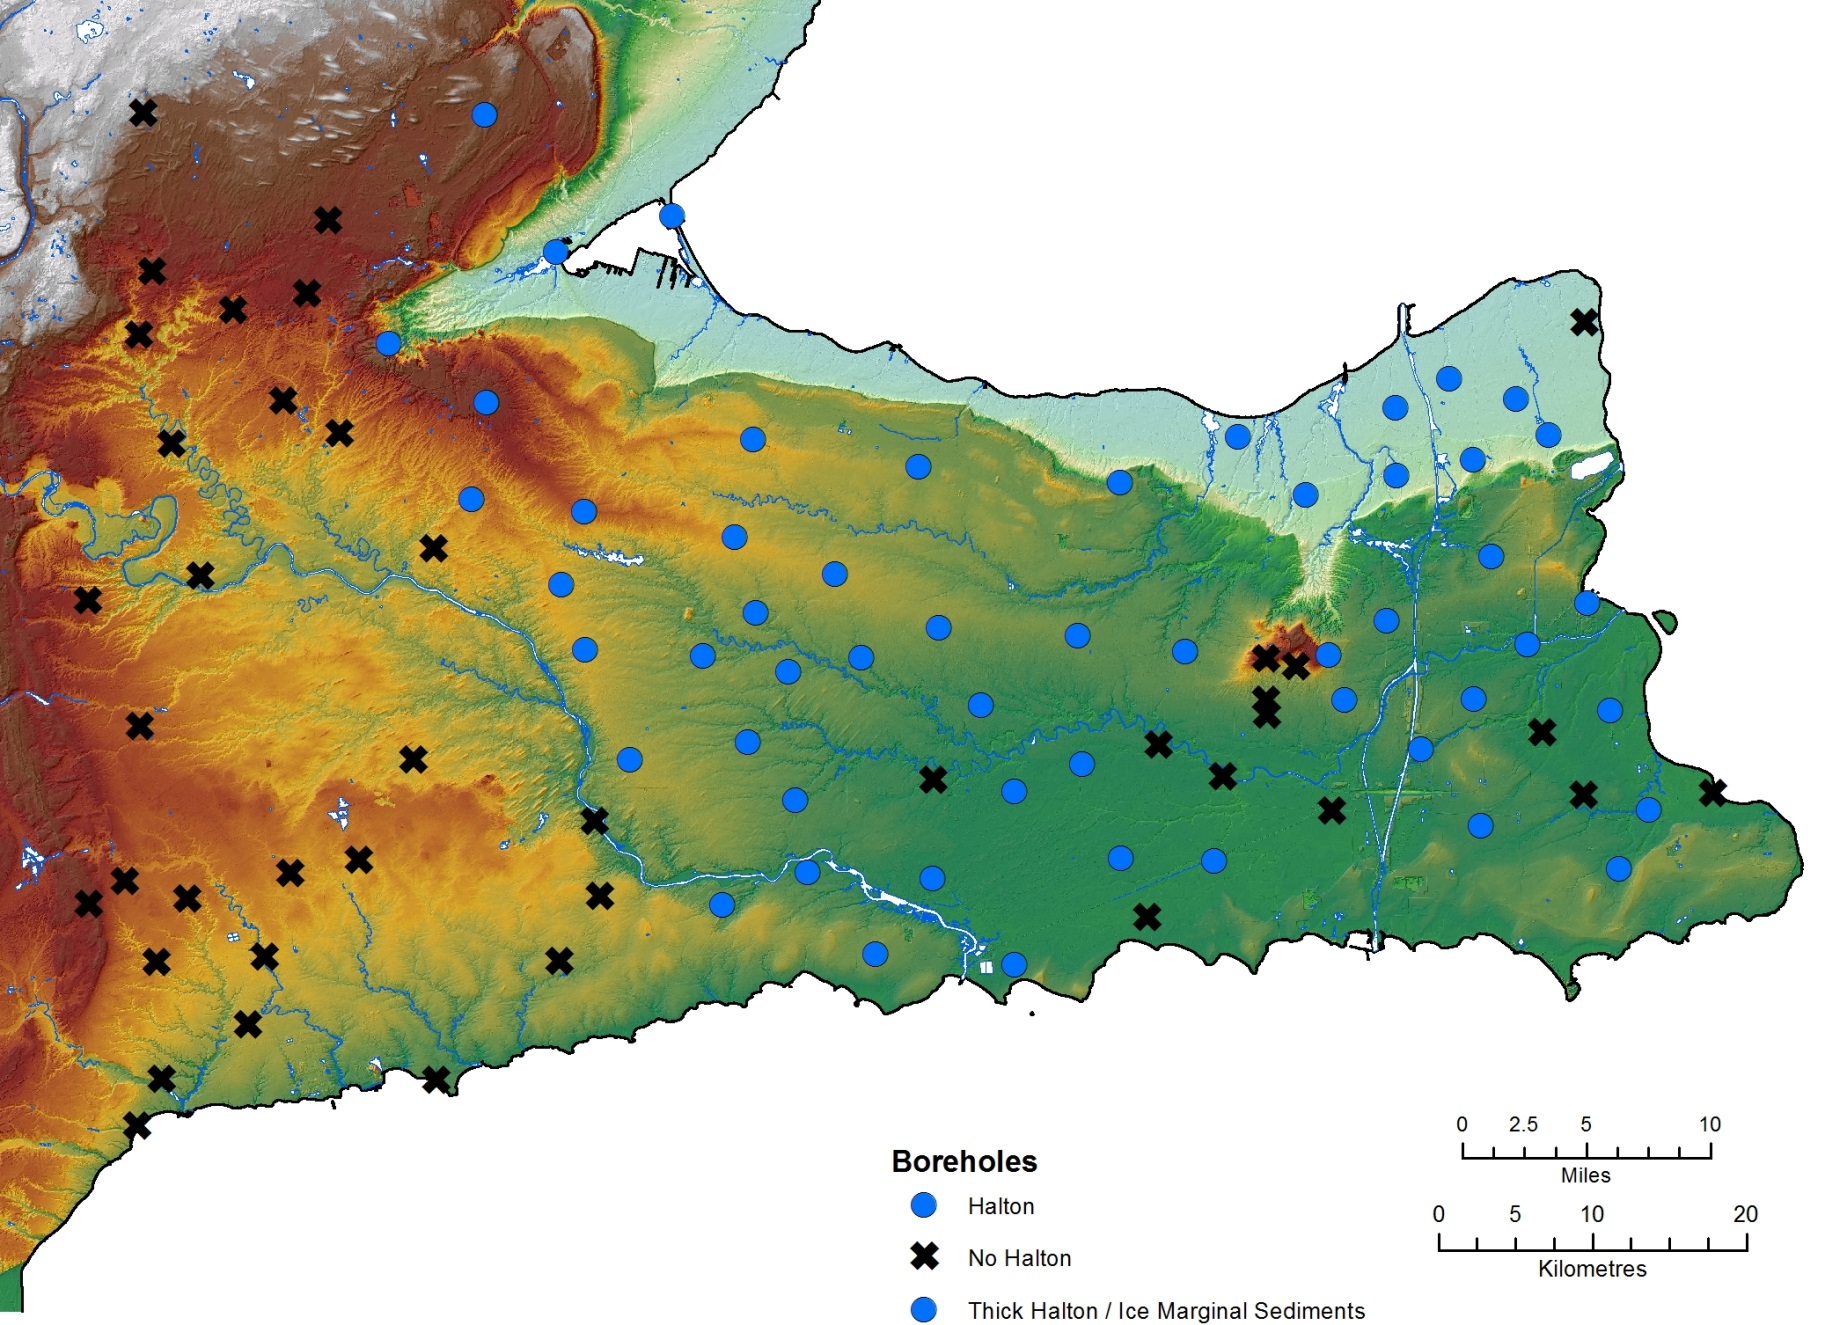 0 2.5 5 10
Miles
0 5 10 20
Kilometres
Boreholes
Halton
No Halton
Thick Halton / Ice Marginal Sediments